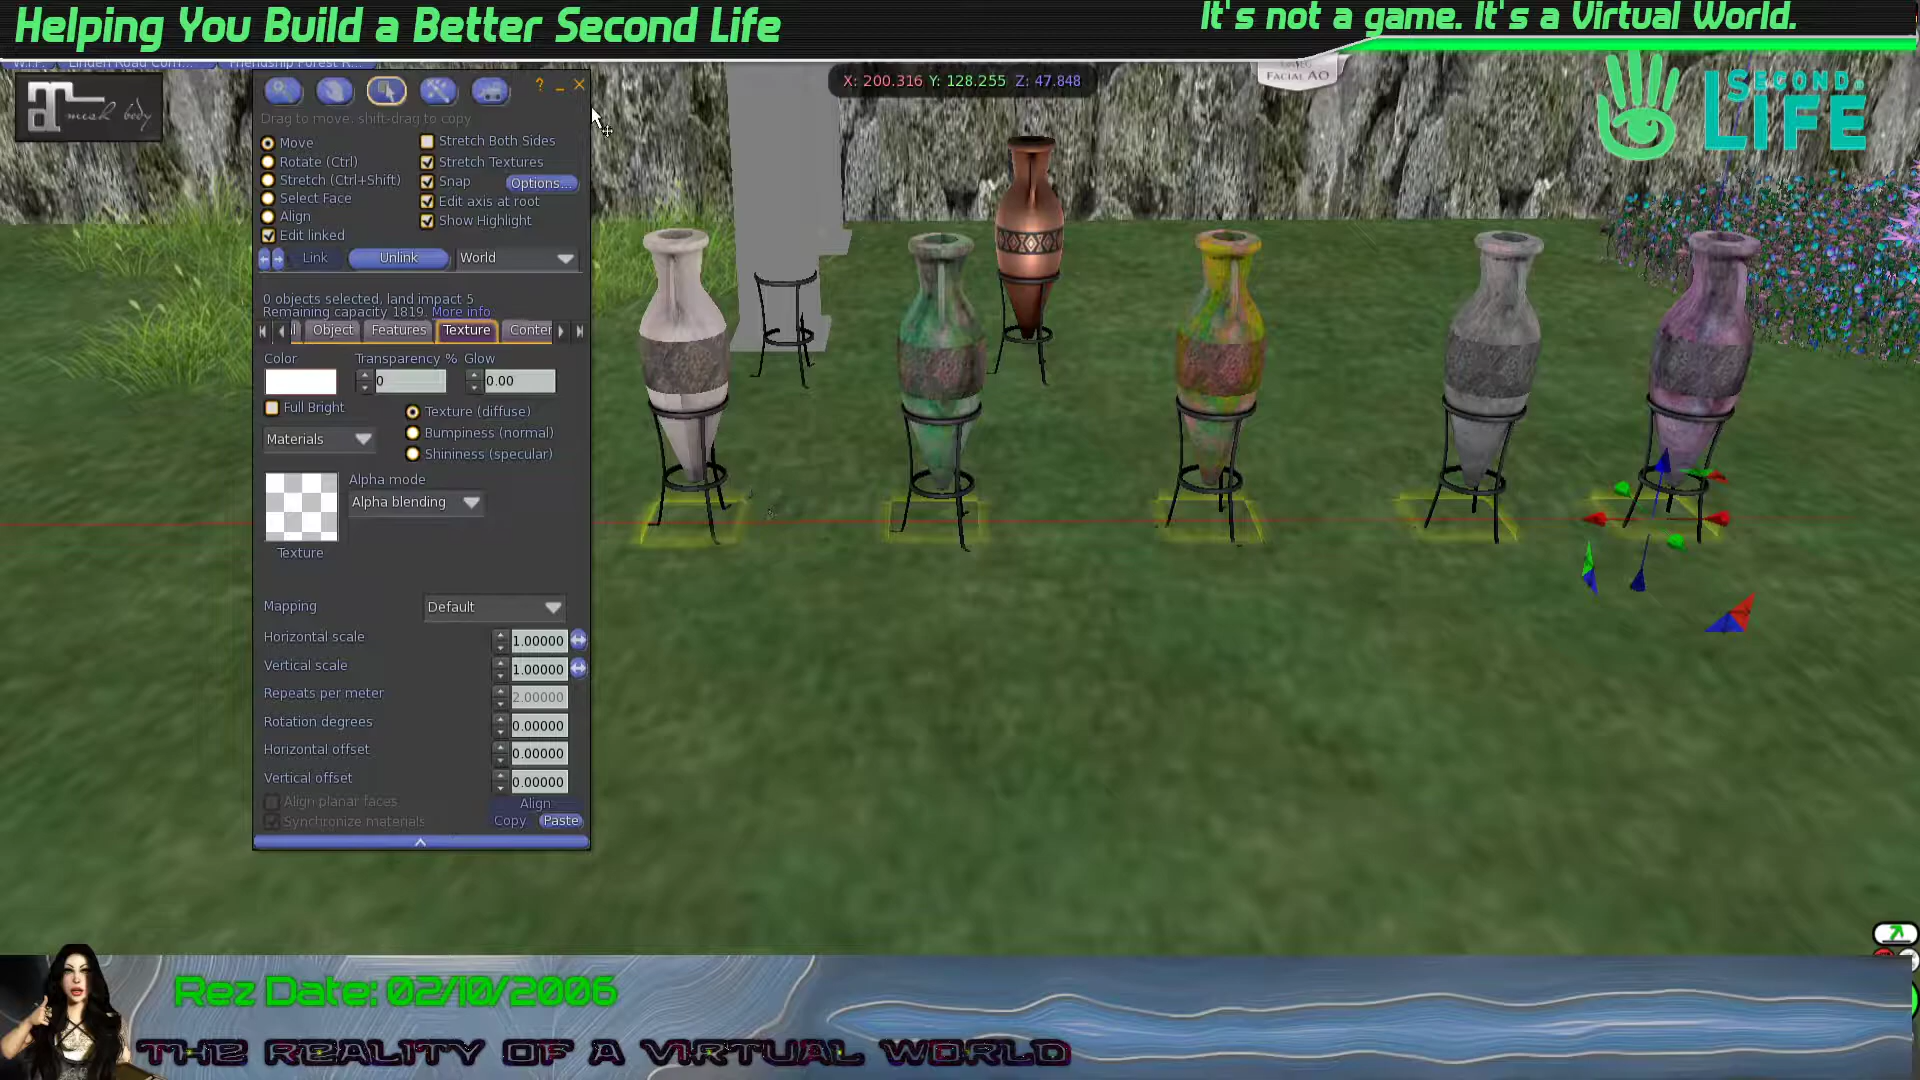 Helping You Build a Better Second Life
It's not a game. It's a Virtual World.
mesh body
X: 200.316 Y: 128.255 Z: 47.848
FACIAL AO
SECOND
LIFE
? _ ×
Drag to move, shift-drag to copy
Move
Stretch Both Sides
Rotate (Ctrl)
Stretch Textures
Stretch (Ctrl+Shift)
Snap
Options...
Select Face
Edit axis at root
Align
Show Highlight
Edit linked
Link
Unlink
World
0 objects selected, land impact 5
Remaining capacity 1819. More info
Object
Features
Texture
Conter
Color
Transparency %
Glow
0
0.00
Full Bright
Texture (diffuse)
Materials
Bumpiness (normal)
Shininess (specular)
Alpha mode
Alpha blending
Texture
Mapping
Default
Horizontal scale
1.00000
Vertical scale
1.00000
Repeats per meter
2.00000
Rotation degrees
0.00000
Horizontal offset
0.00000
Vertical offset
0.00000
Align planar faces
Align
Synchronize materials
Copy
Paste
Rez Date: 02/10/2006
THE REALITY OF A VIRTUAL WORLD